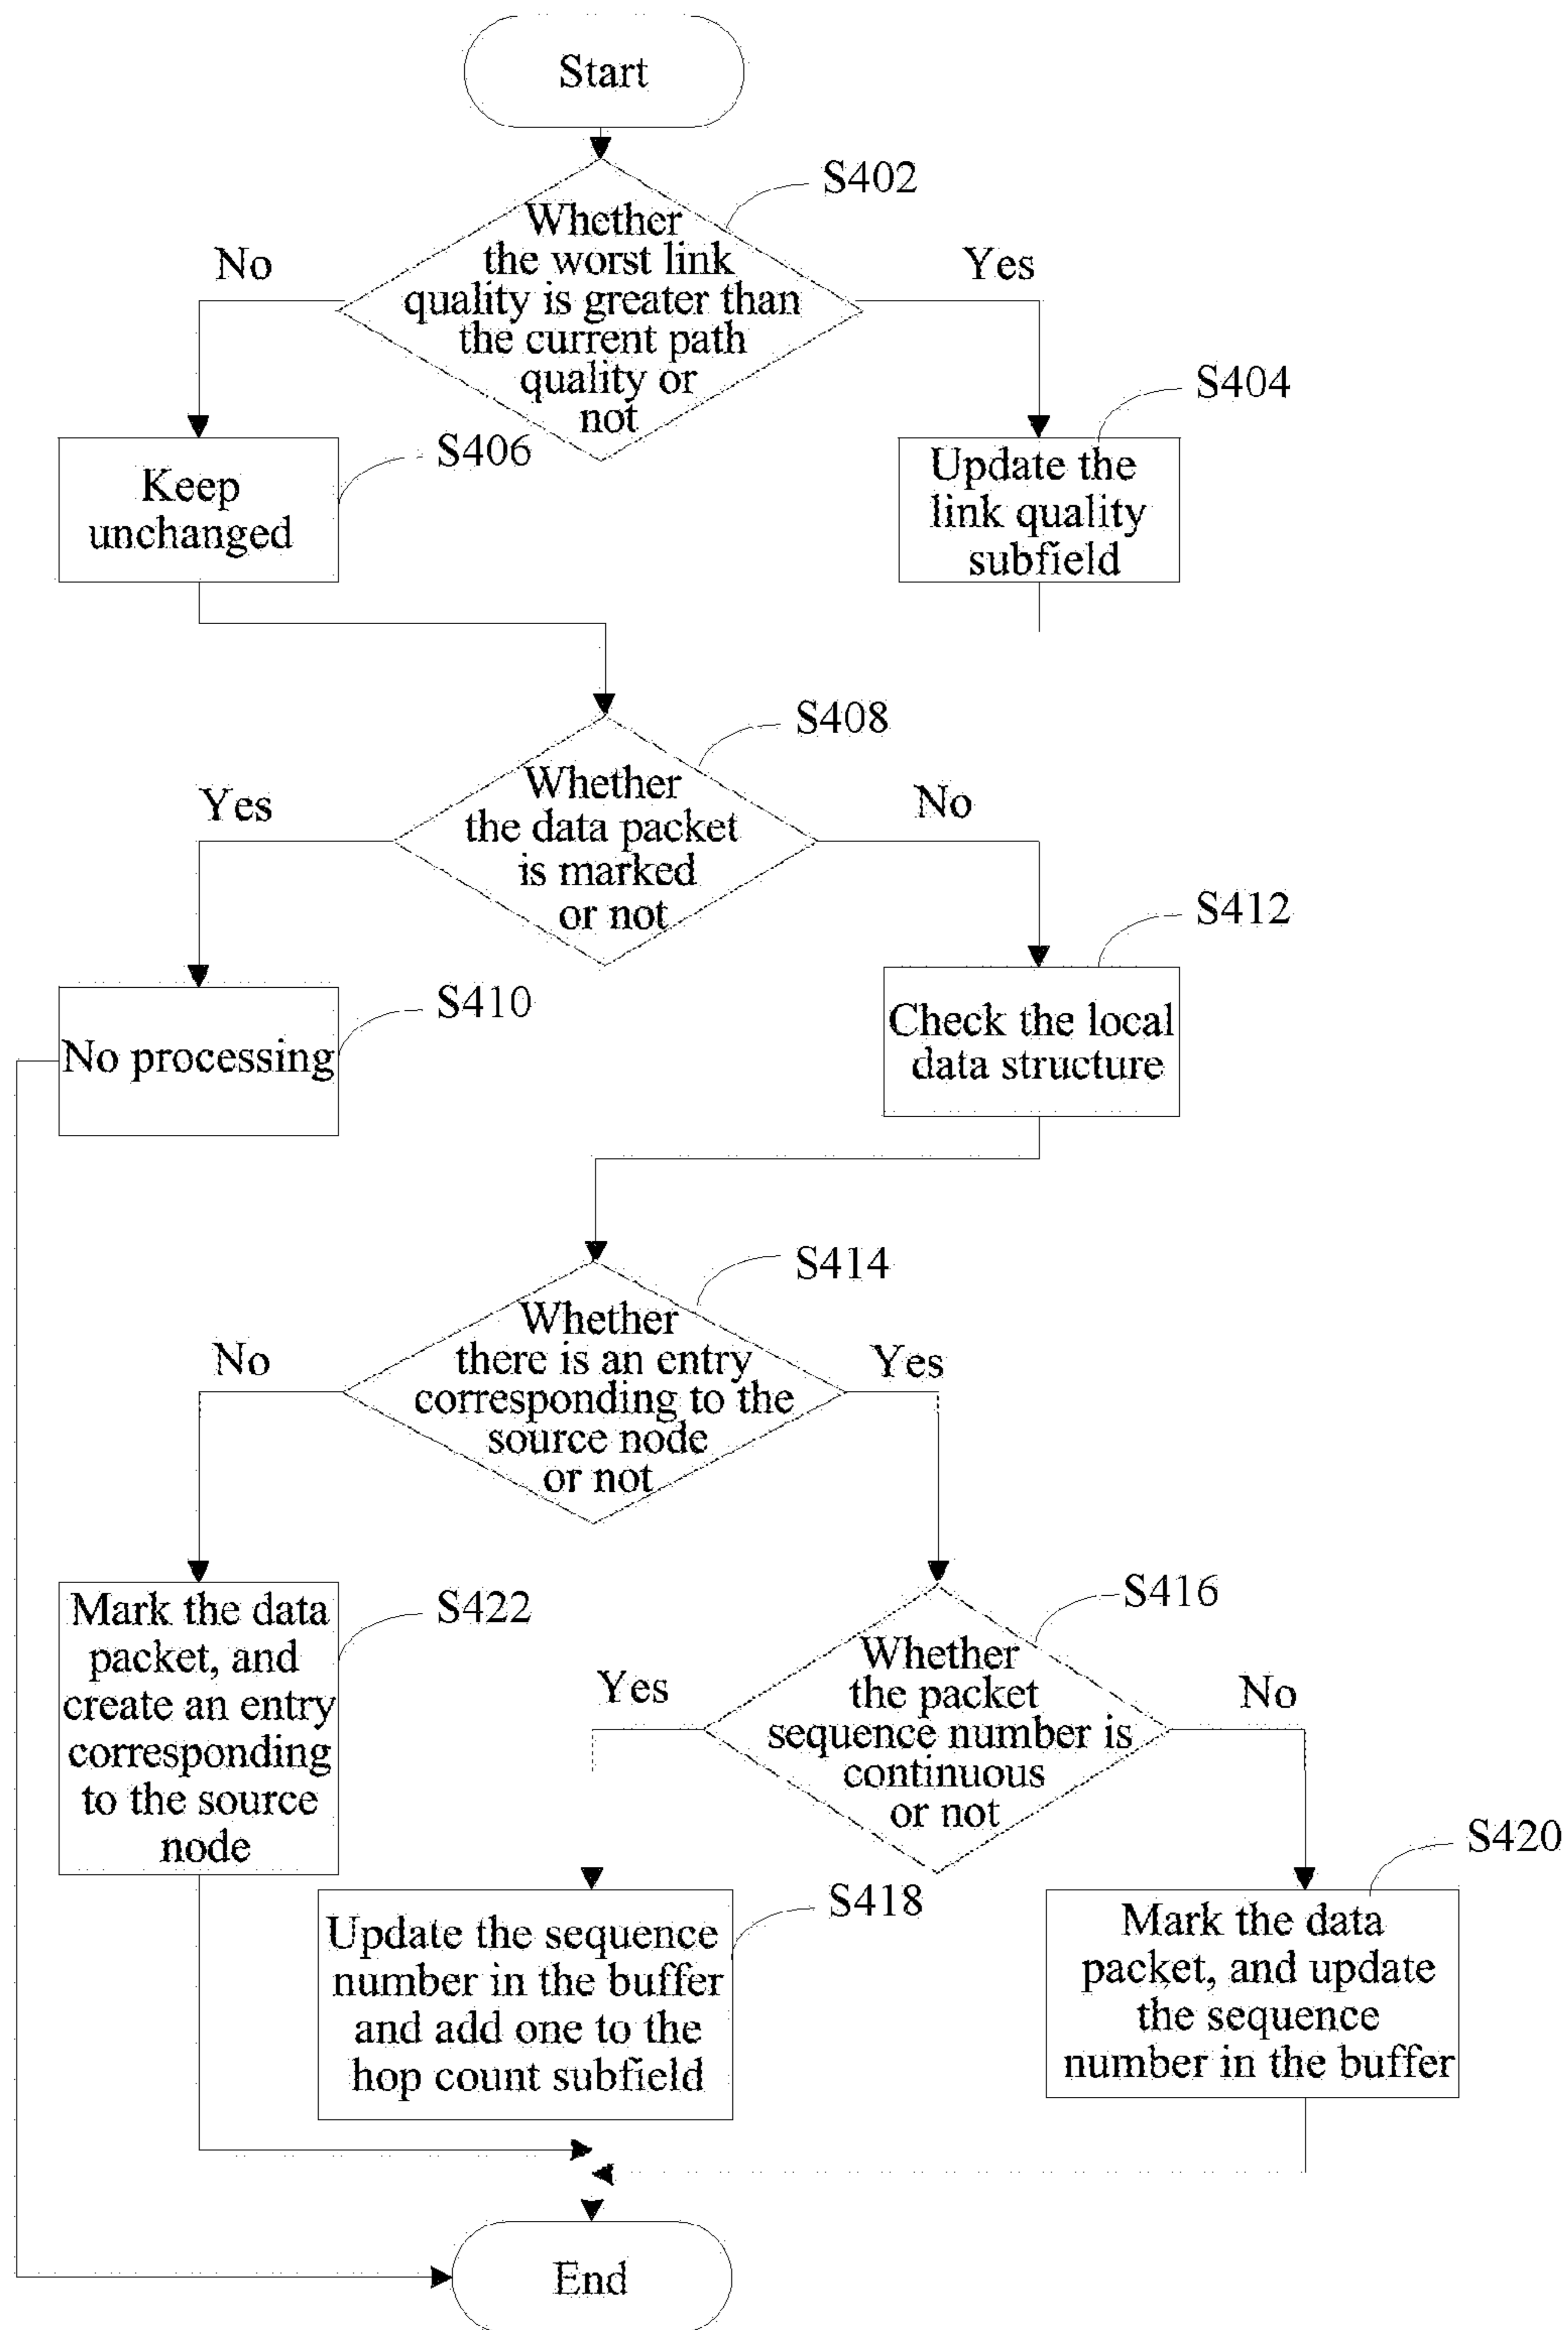 Start
S402
Whether
the worst link
quality is greater than
the current path
quality or
not
No
Yes
S404
S406
Keep
unchanged
Update the
link quality
subfield
S408
Whether
the data packet
is marked
or not
Yes
No
S412
S410
No processing
Check the local
data structure
S414
Whether
there is an entry
corresponding to the
source node
or not
No
Yes
S416
S422
Mark the data
packet, and
create an entry
corresponding
to the source
node
Whether
the packet
sequence number is
continuous
or not
Yes
No
S420
S418
Update the sequence
number in the buffer
and add one to the
hop count subfield
Mark the data
packet, and update
the sequence
number in the buffer
End